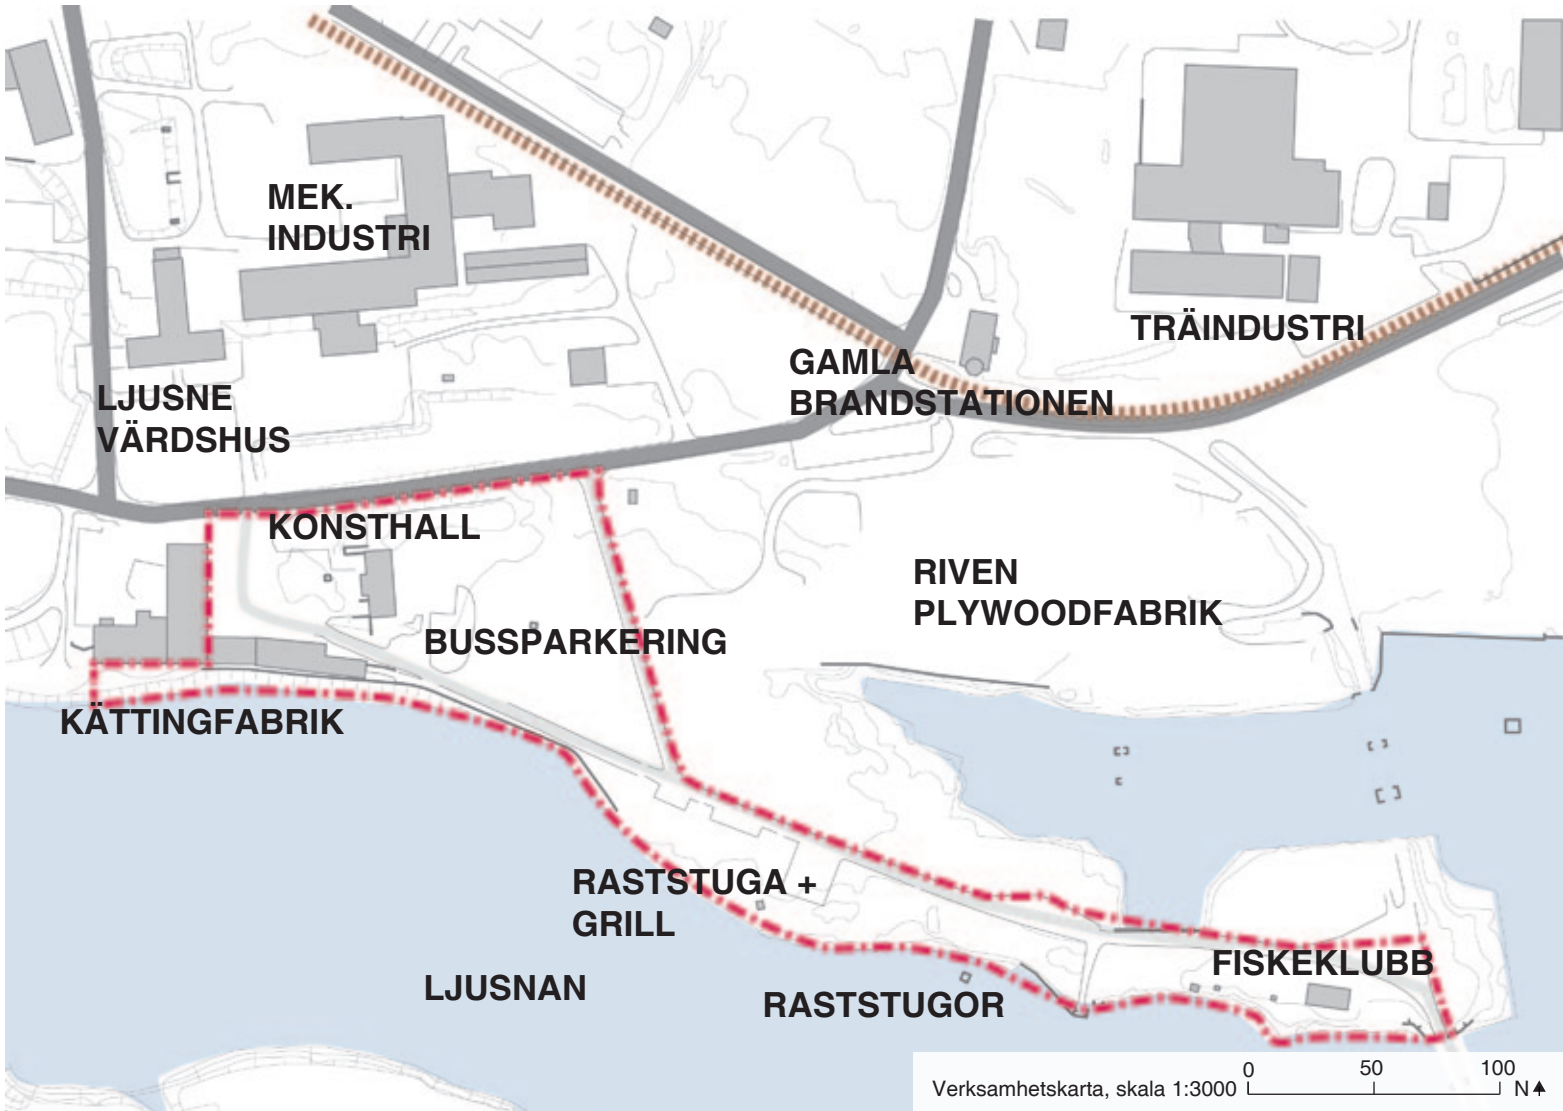 MEK.
INDUSTRI
TRÄINDUSTRI
GAMLA
BRANDSTATIONEN
LJUSNE
VÄRDSHUS
KONSTHALL
RIVEN
PLYWOODFABRIK
BUSSPARKERING
KÄTTINGFABRIK
RASTSTUGA +
GRILL
FISKEKLUBB
LJUSNAN
RASTSTUGOR
Verksamhetskarta, skala 1:3000 0 50 100 N